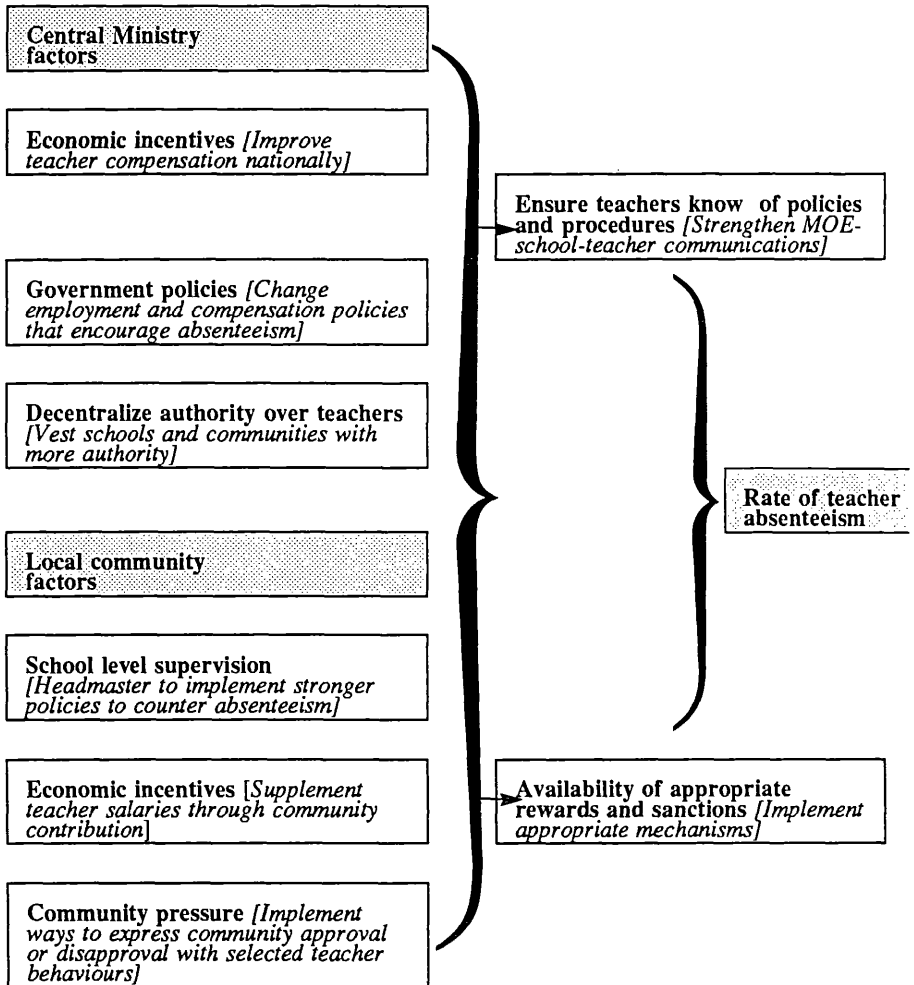 Central Ministry
factors
Economic incentives [Improve
teacher compensation nationally]
Government policies [Change
employment and compensation policies
that encourage absenteeism]
Decentralize authority over teachers
[Vest schools and communities with
more authority]
Local community
factors
School level supervision
[Headmaster to implement stronger
policies to counter absenteeism]
Economic incentives [Supplement
teacher salaries through community
contribution]
Community pressure [Implement
ways to express community approval
or disapproval with selected teacher
behaviours]
Ensure teachers know of policies
and procedures [Strengthen MOE-
school-teacher communications]
Availability of appropriate
rewards and sanctions [Implement
appropriate mechanisms]
Rate of teacher
absenteeism